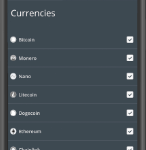 Currencies
Bitcoin
Monero
Nano
Litecoin
Dogecoin
Ethereum